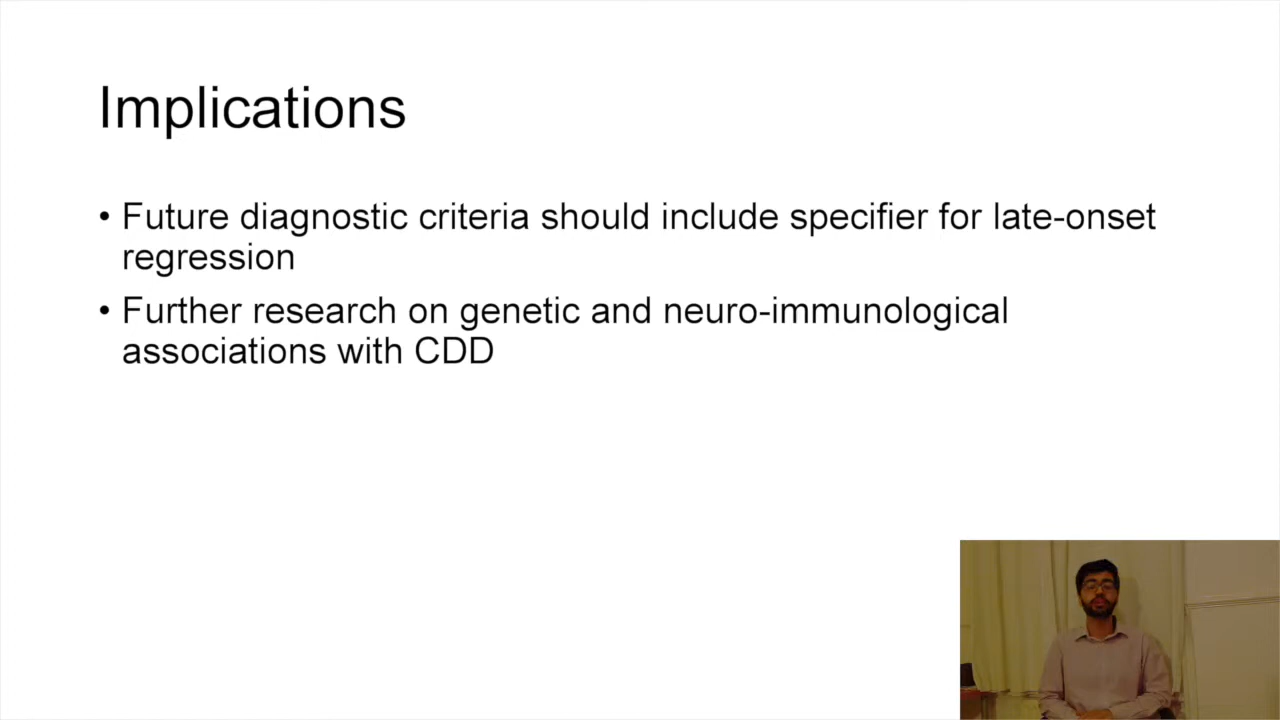 Implications
• Future diagnostic criteria should include specifier for late-onset
regression
• Further research on genetic and neuro-immunological
associations with CDD